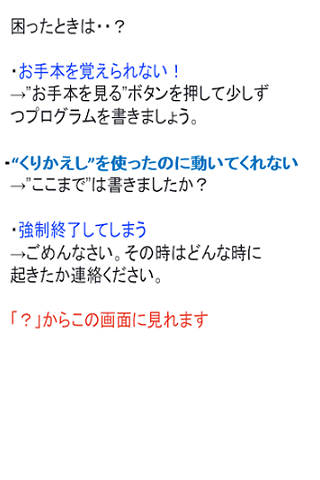 困ったときは・・？
・お手本を覚えられない！
→”お手本を見る”ボタンを押して少しず
つプログラムを書きましょう。
・“くりかえし”を使ったのに動いてくれない
→”ここまで”は書きましたか？
・強制終了してしまう
→ごめんなさい。その時はどんな時に
起きたか連絡ください。
「？」からこの画面に見れます